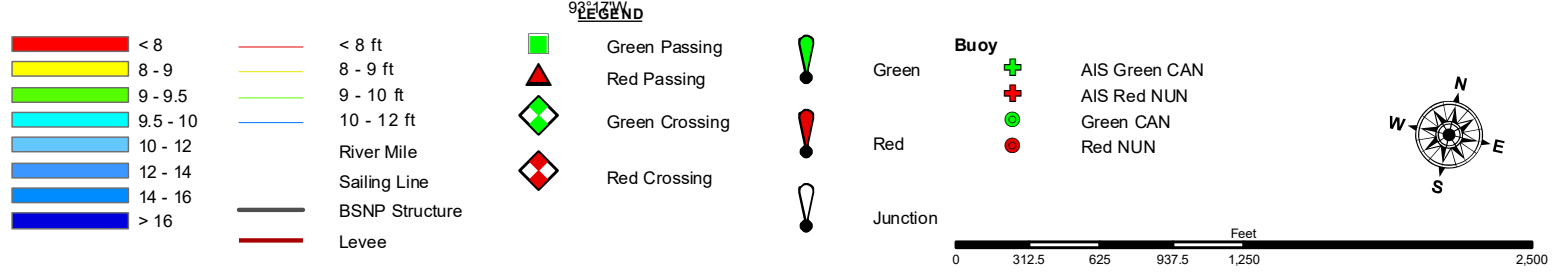 93°17'W
LEGEND
< 8
8 - 9
9 - 9.5
9.5 - 10
10 - 12
12 - 14
14 - 16
> 16
< 8 ft
8 - 9 ft
9 - 10 ft
10 - 12 ft
River Mile
Sailing Line
BSNP Structure
Levee
Green Passing
Red Passing
Green Crossing
Red Crossing
Green
Red
Junction
Buoy
AIS Green CAN
AIS Red NUN
Green CAN
Red NUN
N
W
E
S
Feet
0 312.5 625 937.5 1,250 2,500